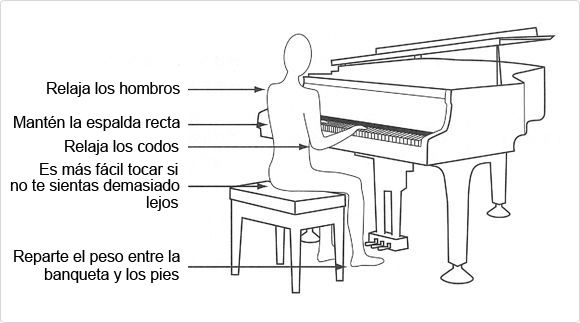 Relaja los hombros
Mantén la espalda recta
Relaja los codos
Es más fácil tocar si
no te sientas demasiado
lejos
Reparte el peso entre la
banqueta y los pies